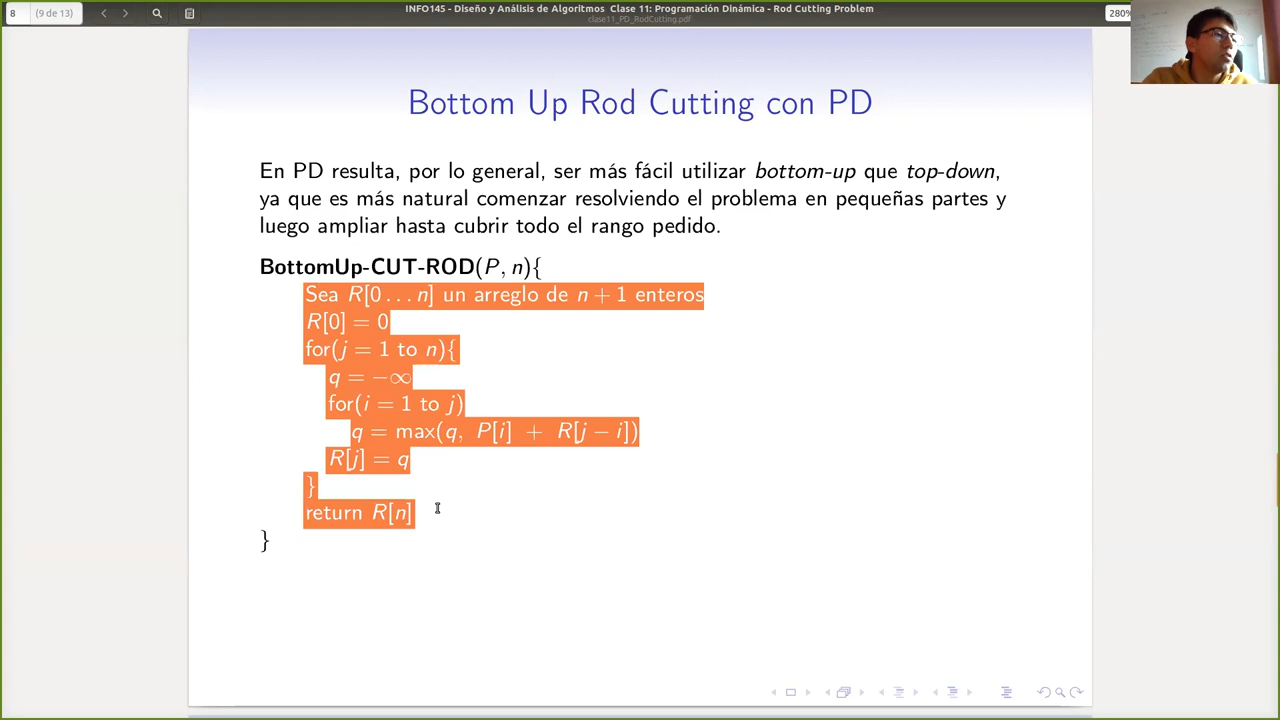 8 (9 de 13)
INFO145 - Diseño y Análisis de Algoritmos Clase 11: Programación Dinámica - Rod Cutting Problem
clase11_PD_RodCutting.pdf
280%
Bottom Up Rod Cutting con PD
En PD resulta, por lo general, ser más fácil utilizar bottom-up que top-down,
ya que es más natural comenzar resolviendo el problema en pequeñas partes y
luego ampliar hasta cubrir todo el rango pedido.
BottomUp-CUT-ROD(P, n){
Sea R[0 . . . n] un arreglo de n + 1 enteros
R[0] = 0
for(j = 1 to n){
q = −∞
for(i = 1 to j)
q = max(q, P[i] + R[j − i])
R[j] = q
}
return R[n]
}